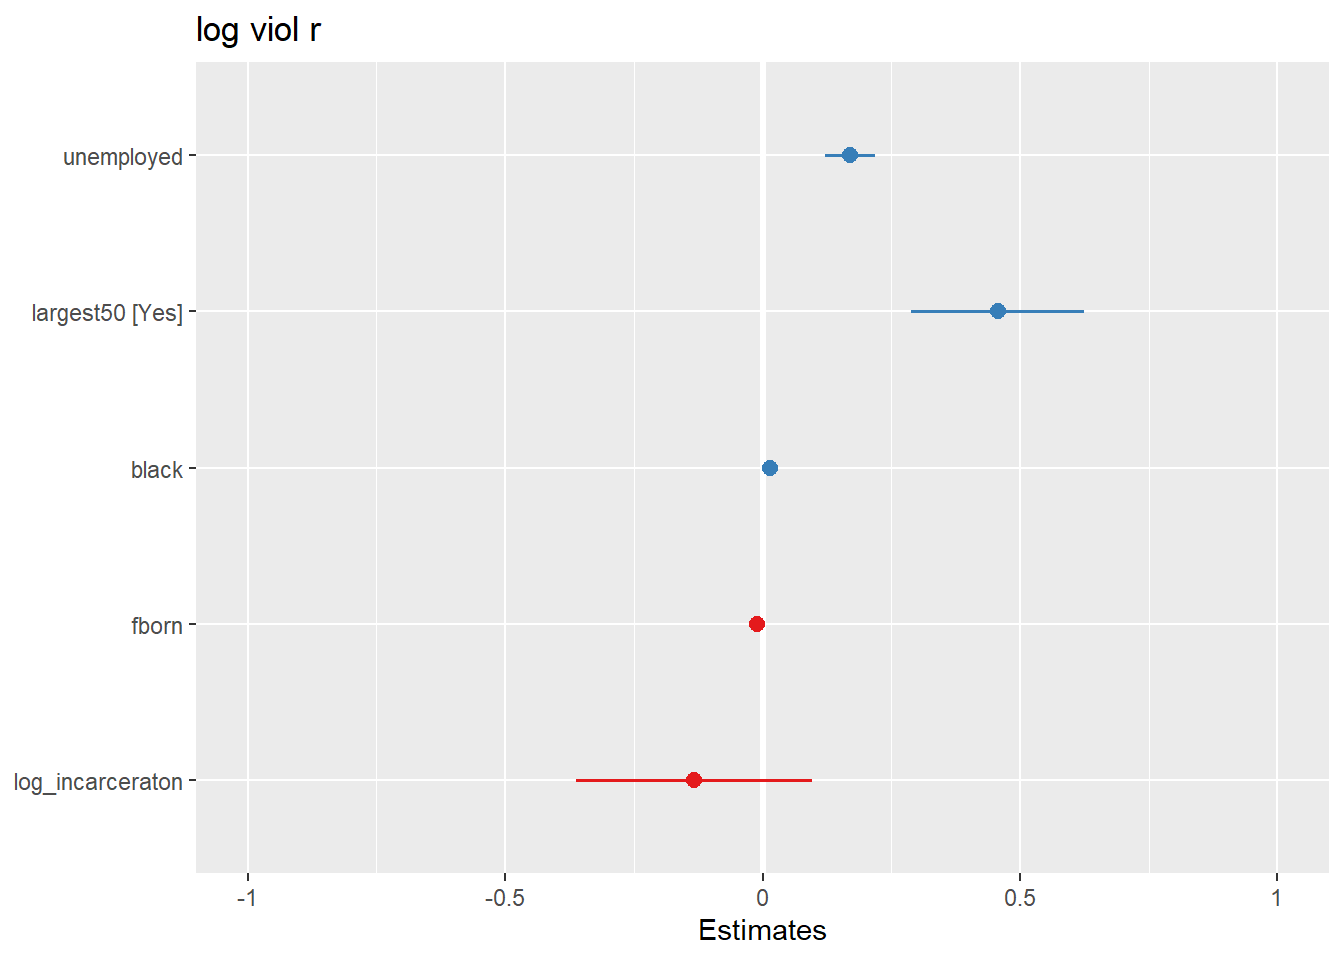 log viol r
unemployed
largest50 [Yes]
black
fborn
log_incarceraton
-1 -0.5 0 0.5 1
Estimates